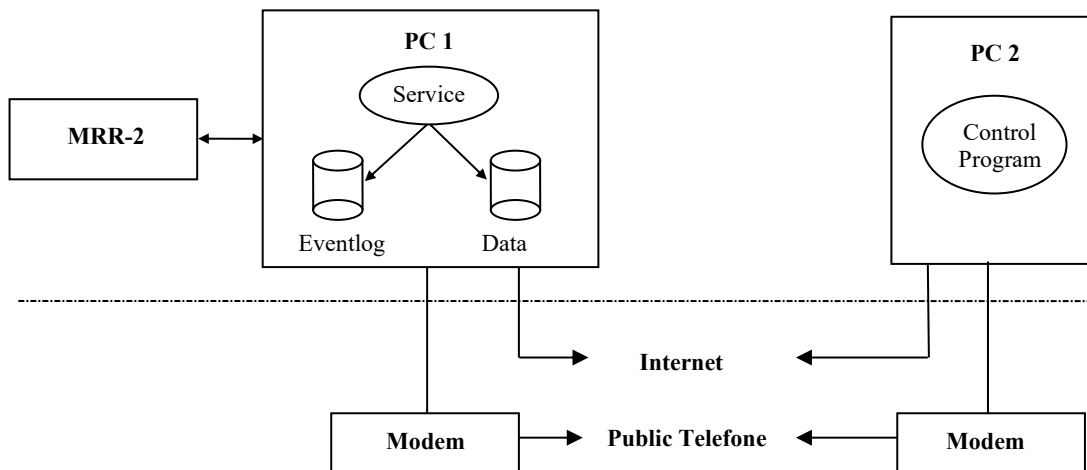 PC 1
PC 2
Service
MRR-2
Control
Program
Eventlog
Data
Internet
Modem
Public Telefone
Modem